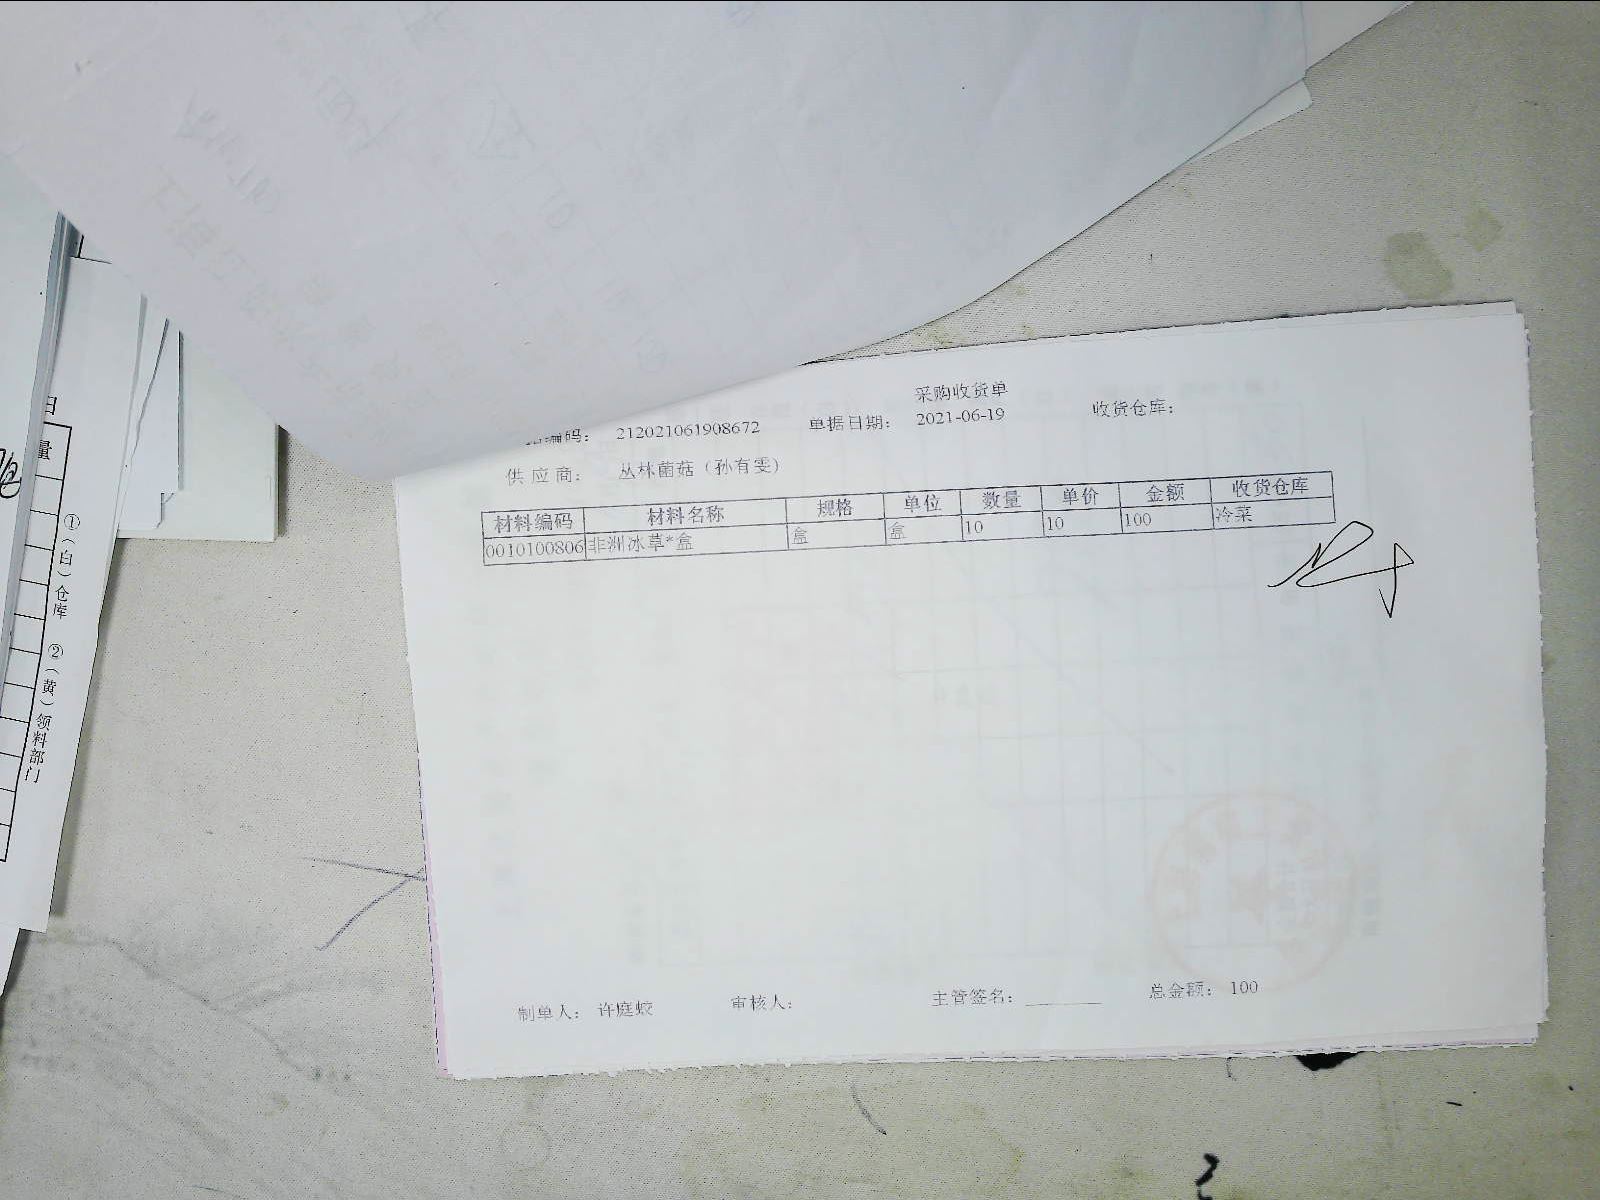 采购收货单
编码： 212021061908672 单据日期： 2021-06-19 收货仓库：
供应商： 丛林菌菇（孙有雯）
材料编码 材料名称 规格 单位 数量 单价 金额 收货仓库
0010100806 非洲冰草*盒 盒 盒 10 10 100 冷菜
制单人： 许庭蛟 审核人： 主管签名： 总金额： 100
日
量
①（白）仓库 ②（黄）领料部门